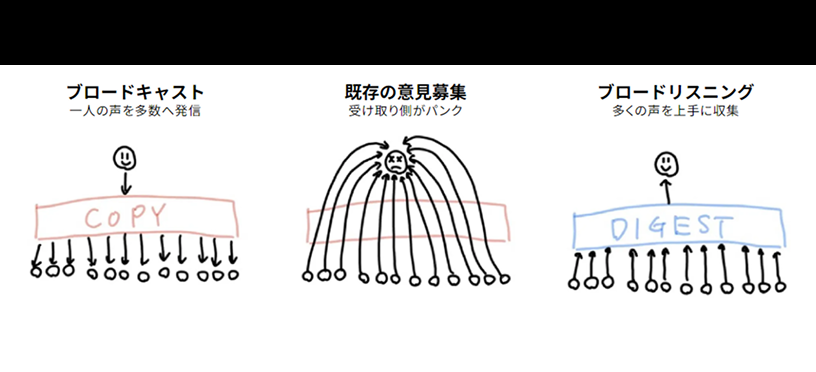 ブロードキャスト
一人の声を多数へ発信
COPY
既存の意見募集
受け取り側がパンク
ブロードリスニング
多くの声を上手に収集
DIGEST